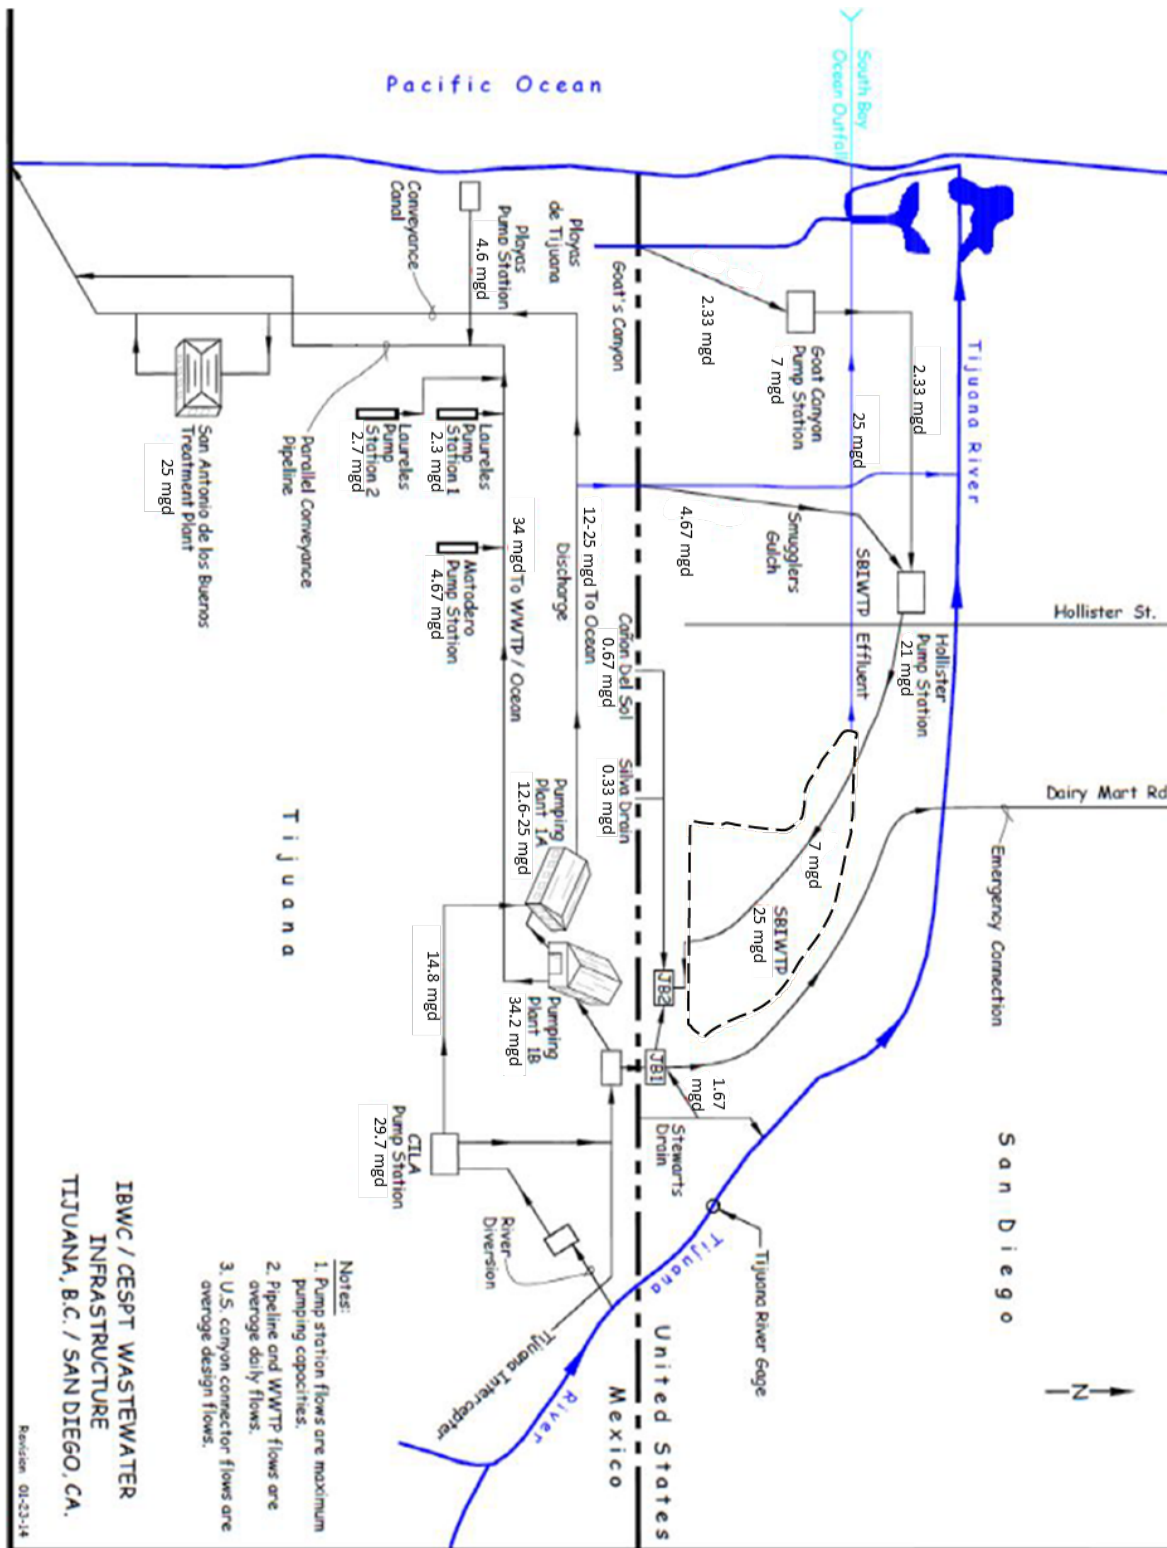 Pacific Ocean
South Bay
Ocean Outfall
Playas
de Tijuana
Playas
Pump Station
4.6 mgd
Conveyance
Canal
Goat's Canyon
2.33 mgd
Goat Canyon
Pump Station
7 mgd
2.33 mgd
25 mgd
Tijuana River
San Antonio de los Buenos
Treatment Plant
25 mgd
Parallel Conveyance
Pipeline
Laureles
Pump
Station 2
2.7 mgd
Laureles
Pump
Station 1
2.3 mgd
Matadero
Pump Station
4.67 mgd
34 mgd To WWTP / Ocean
12-25 mgd To Ocean
Discharge
4.67 mgd
Smugglers
Gulch
SBIWTP Effluent
Hollister St.
Hollister
Pump Station
21 mgd
Cañon Del Sol
0.67 mgd
Silva Drain
0.33 mgd
Dairy Mart Rd
Emergency Connection
7 mgd
SBIWTP
25 mgd
Pumping
Plant 1A
12.6-25 mgd
Pumping
Plant 1B
34.2 mgd
JB2
JB1
1.67
mgd
Stewarts
Drain
14.8 mgd
CILA
Pump Station
29.7 mgd
River
Diversion
Tijuana Intercepter
Tijuana
River
Tijuana River Gage
Tijuana
San Diego
United States
Mexico
N
Notes:
1. Pump station flows are maximum
pumping capacities.
2. Pipeline and WWTP flows are
average daily flows.
3. U.S. canyon connector flows are
average design flows.
IBWC / CESPT WASTEWATER
INFRASTRUCTURE
TIJUANA, B.C. / SAN DIEGO, CA.
Revision 01-23-14